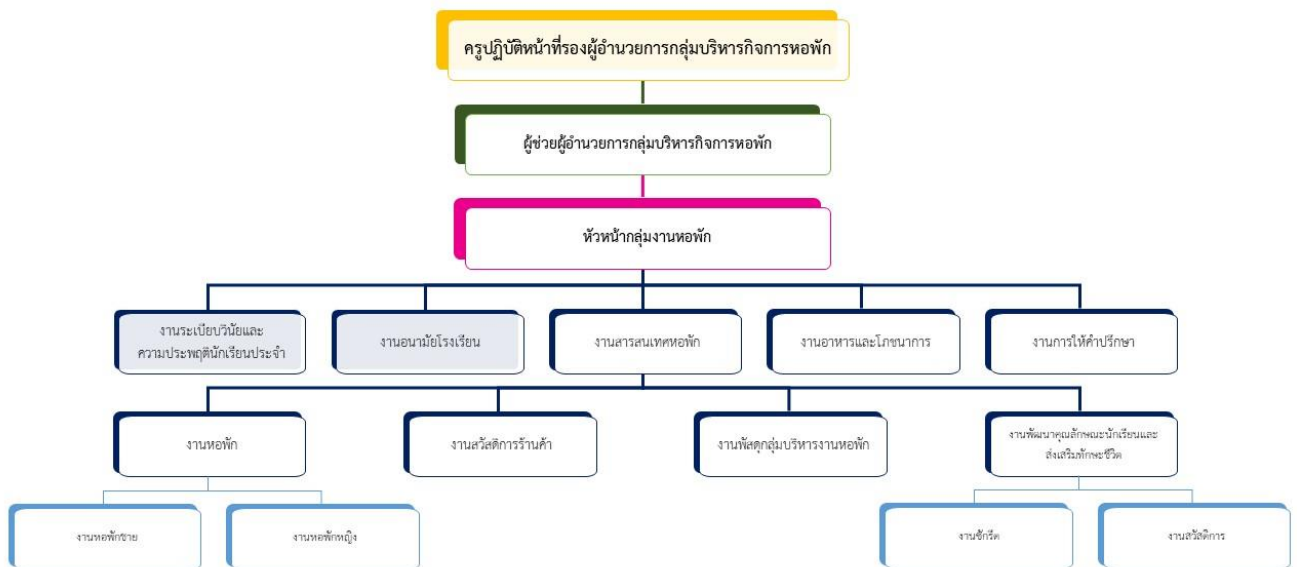 ครูปฏิบัติหน้าที่รองผู้อำนวยการกลุ่มบริหารกิจการหอพัก
ผู้ช่วยผู้อำนวยการกลุ่มบริหารกิจการหอพัก
หัวหน้ากลุ่มงานหอพัก
งานระเบียบวินัยและ
ความประพฤตินักเรียนประจำ
งานอนามัยโรงเรียน
งานสารสนเทศหอพัก
งานอาหารและโภชนาการ
งานการให้คำปรึกษา
งานหอพัก
งานสวัสดิการร้านค้า
งานพัสดุกลุ่มบริหารงานหอพัก
งานพัฒนาคุณลักษณะนักเรียนและ
ส่งเสริมทักษะชีวิต
งานหอพักชาย
งานหอพักหญิง
งานซักรีด
งานสวัสดิการ